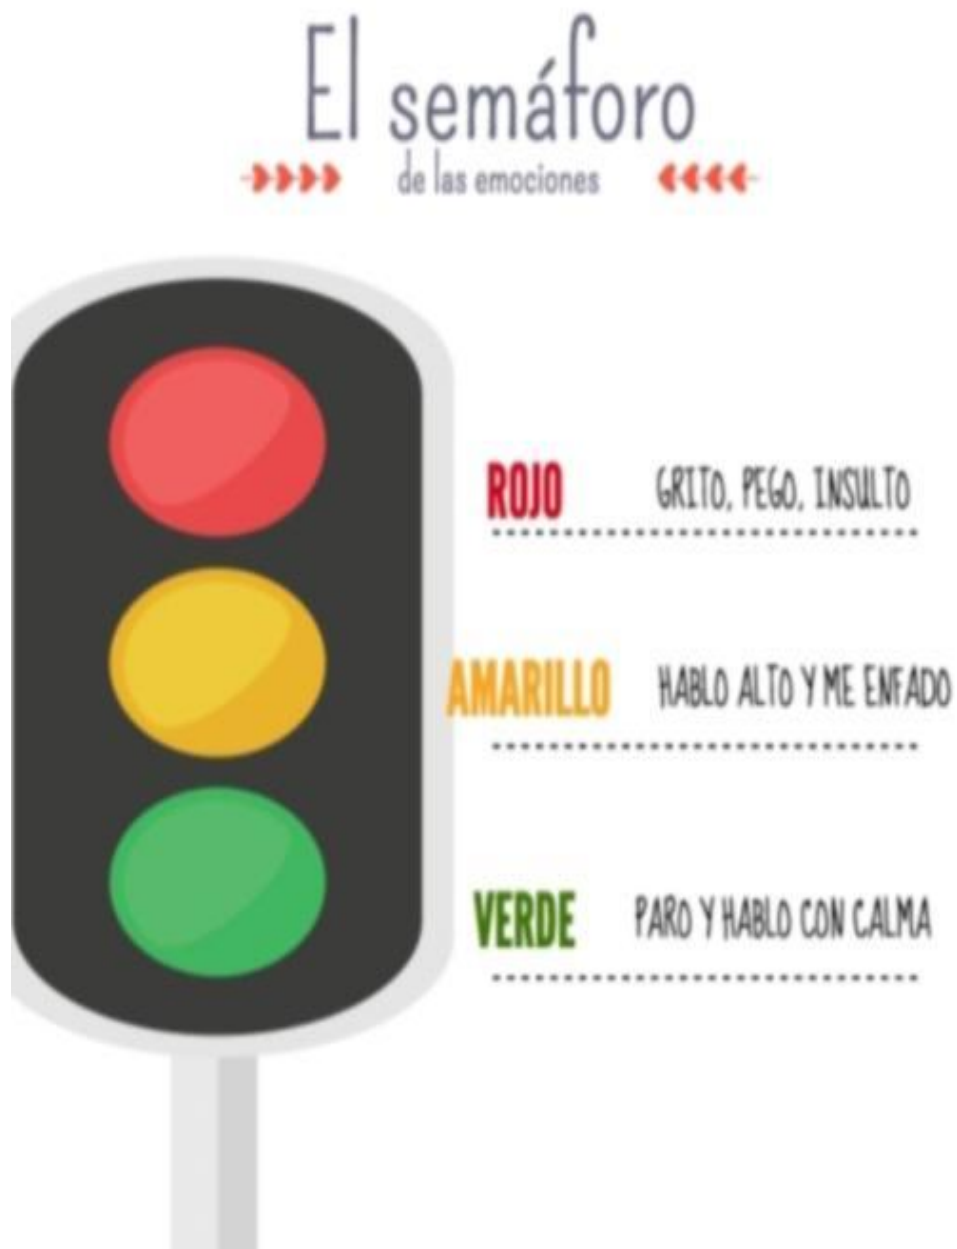 El semáforo
de las emociones
ROJO GRITO, PEGO, INSULTO
AMARILLO HABLO ALTO Y ME ENFADO
VERDE PARO Y HABLO CON CALMA